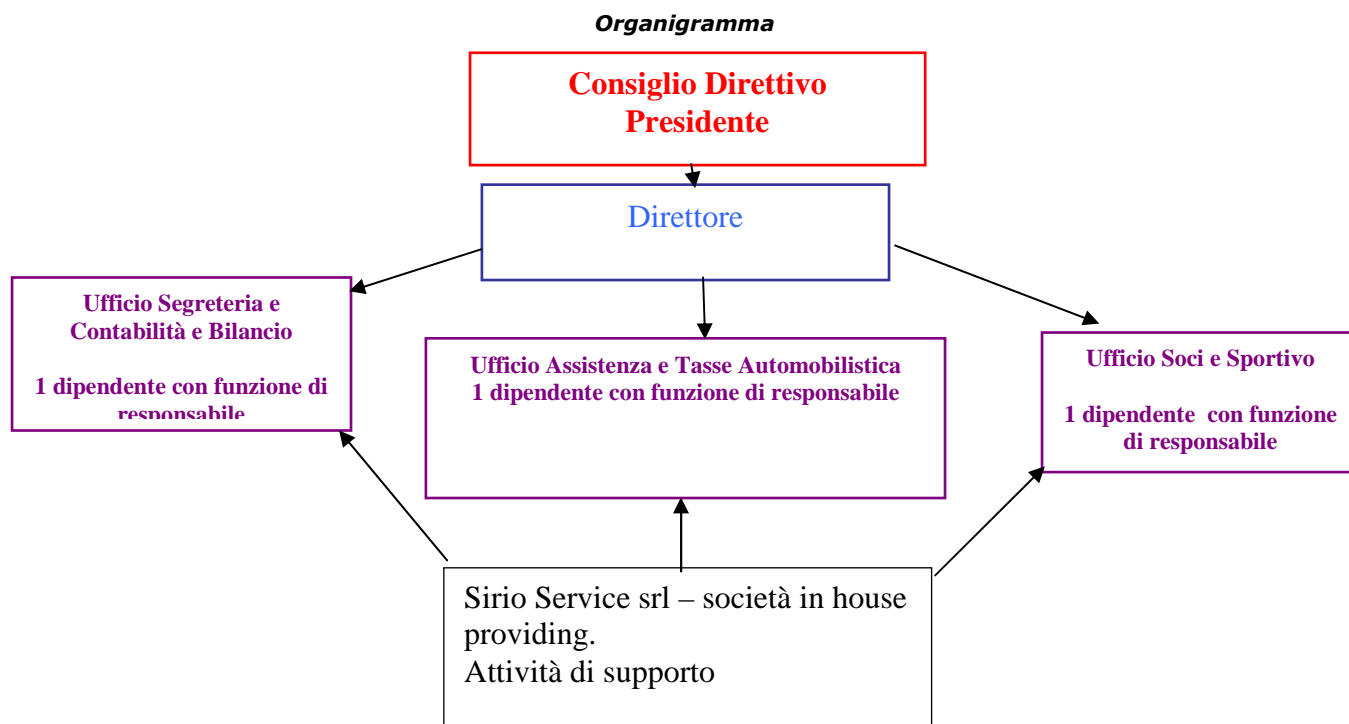 Organigramma
Consiglio Direttivo
Presidente
Direttore
Ufficio Segreteria e
Contabilità e Bilancio
1 dipendente con funzione di
responsabile
Ufficio Assistenza e Tasse Automobilistica
1 dipendente con funzione di responsabile
Ufficio Soci e Sportivo
1 dipendente  con funzione
di responsabile
Sirio Service srl – società in house
providing.
Attività di supporto